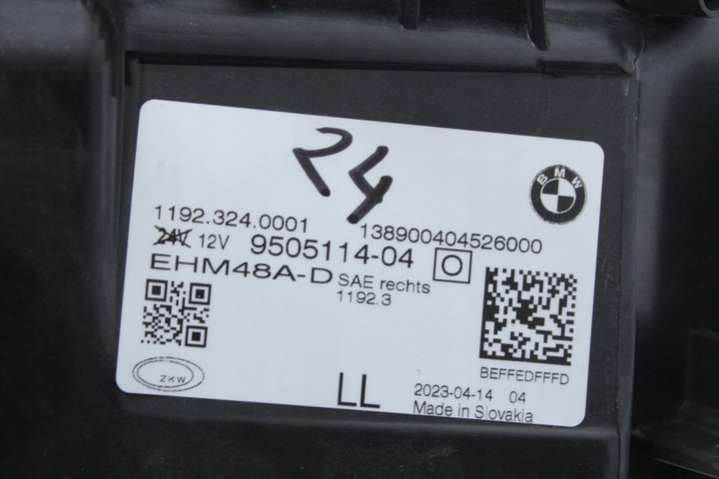 24
BMW
1192.324.0001
138900404526000
24V 12V 9505114-04 O
EHM48A-D SAE rechts
1192.3
ZKW
LL
BEFFEDFFFD
2023-04-14 04
Made in Slovakia